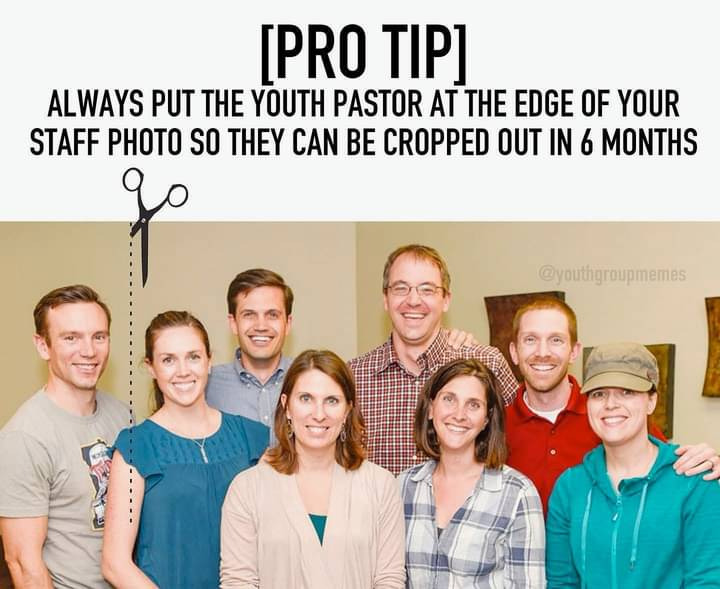 [PRO TIP]
ALWAYS PUT THE YOUTH PASTOR AT THE EDGE OF YOUR
STAFF PHOTO SO THEY CAN BE CROPPED OUT IN 6 MONTHS
@youthgroupmemes